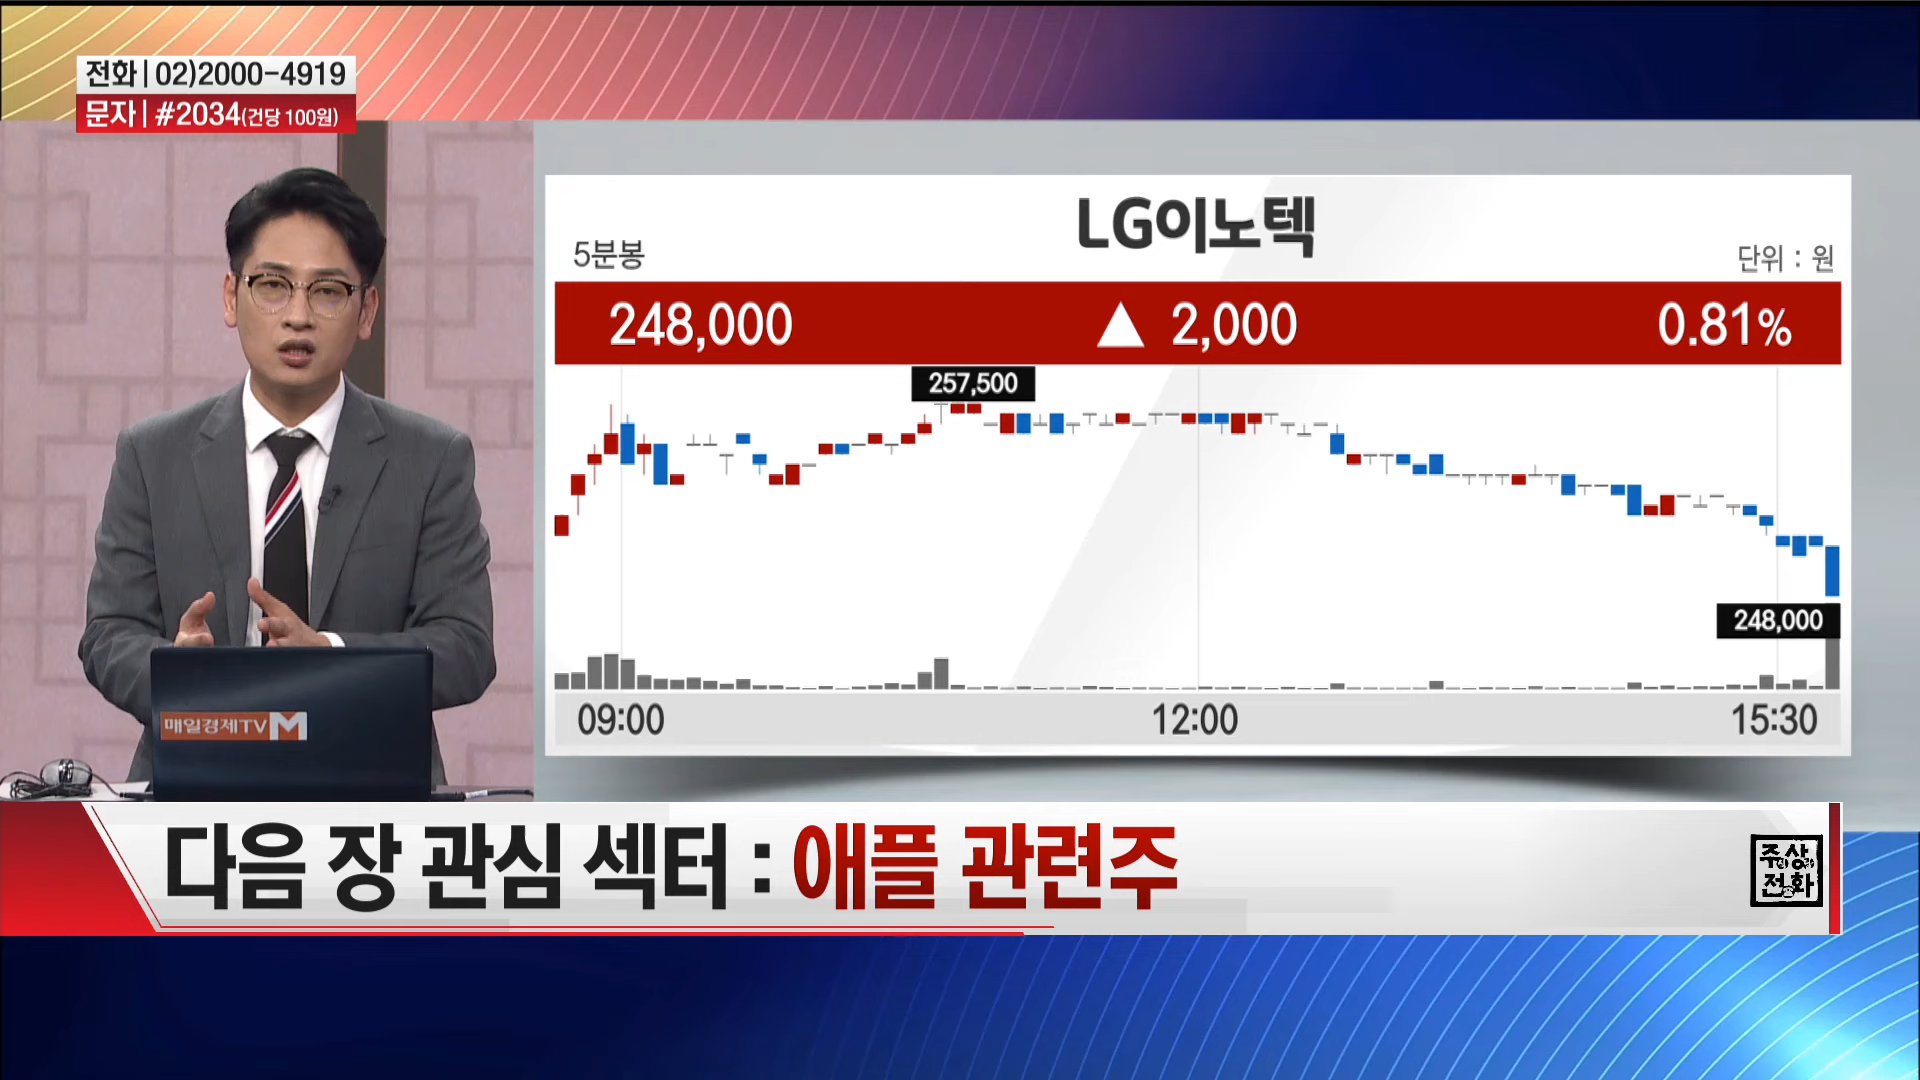 전화 | 02)2000-4919
문자 | #2034(건당 100원)
LG이노텍
5분봉
단위 : 원
248,000 ▲ 2,000 0.81%
257,500
248,000
09:00 12:00 15:30
매일경제TV M
다음 장 관심 섹터 : 애플 관련주
주상
전화